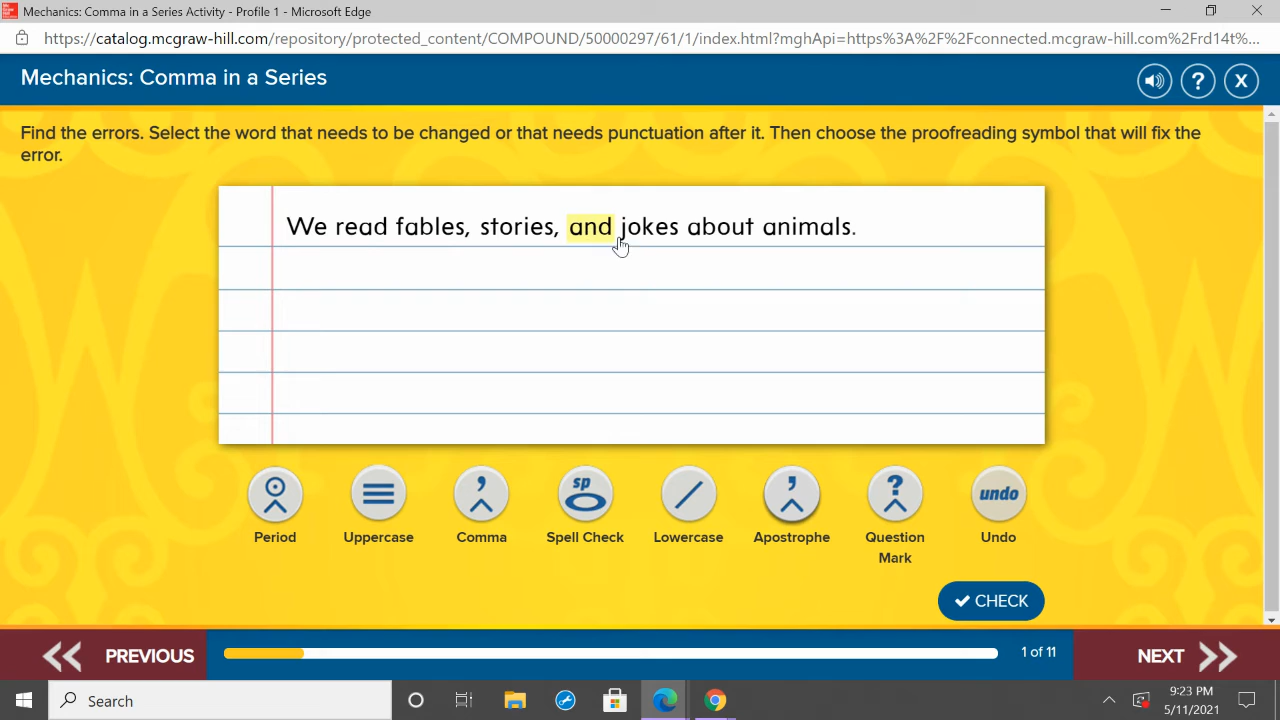 Mechanics: Comma in a Series Activity - Profile 1 - Microsoft Edge
https://catalog.mcgraw-hill.com/repository/protected_content/COMPOUND/50000297/61/1/index.html?mghApi=https%3A%2F%2Fconnected.mcgraw-hill.com%2Frd14t%...
Mechanics: Comma in a Series
?
X
Find the errors. Select the word that needs to be changed or that needs punctuation after it. Then choose the proofreading symbol that will fix the
error.
We read fables, stories, and jokes about animals.
, sp , ? undo
Period Uppercase Comma Spell Check Lowercase Apostrophe Question Mark Undo
CHECK
PREVIOUS
1 of 11
NEXT
Search
9:23 PM
5/11/2021